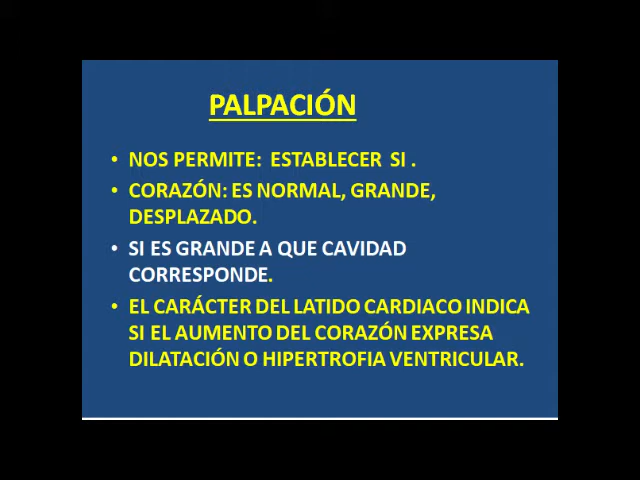 PALPACIÓN
• NOS PERMITE: ESTABLECER SI .
• CORAZÓN: ES NORMAL, GRANDE,
DESPLAZADO.
• SI ES GRANDE A QUE CAVIDAD
CORRESPONDE.
• EL CARÁCTER DEL LATIDO CARDIACO INDICA
SI EL AUMENTO DEL CORAZÓN EXPRESA
DILATACIÓN O HIPERTROFIA VENTRICULAR.